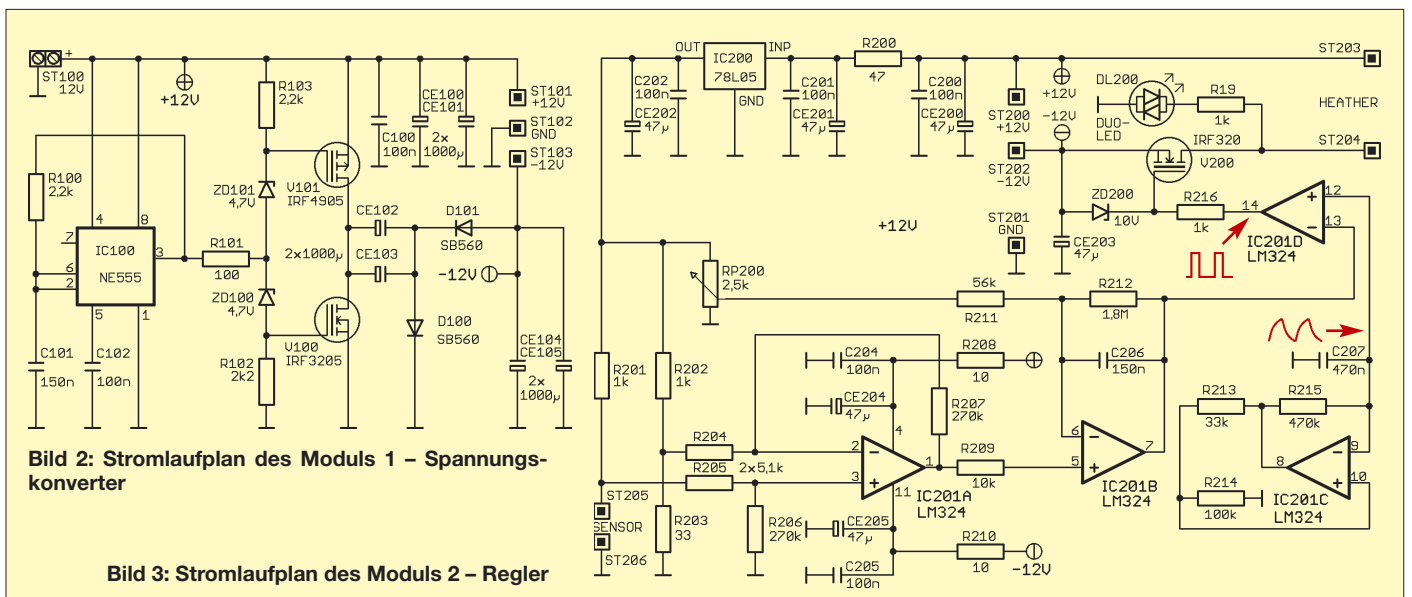 ST100
12V
+
+12V
R103
2,2k
R100
2,2k
ZD101
4,7V
V101
IRF4905
C100
100n
CE100
CE101
2×
1000µ
ST101
+12V
ST102
GND
ST103
-12V
4
8
7
IC100
3
6
NE555
2
5
1
R101
100
CE102
CE103
2×1000µ
D101
SB560
-12V
ZD100
4,7V
V100
IRF3205
D100
SB560
CE104
CE105
2×
1000µ
C101
150n
C102
100n
R102
2k2
Bild 2: Stromlaufplan des Moduls 1 – Spannungs-
konverter
OUT
IC200
78L05
INP
GND
R200
47
C202
100n
CE202
47µ
C201
100n
CE201
47µ
C200
100n
CE200
47µ
ST200
+12V
+12V
-12V
ST202
-12V
ST203
DL200
DUO-
LED
R19
1k
HEATHER
IRF320
V200
ST204
ZD200
10V
R216
1k
14
12
+
13
−
IC201D
LM324
ST201
GND
CE203
47µ
+12V
RP200
2,5k
56k
R211
R212
1,8M
C206
150n
C207
470n
R201
1k
R202
1k
C204
100n
CE204
47µ
R208
10
R207
270k
R204
R205
2×5,1k
2
−
3
+
4
11
1
IC201A
LM324
R209
10k
6
−
5
+
7
IC201B
LM324
R213
33k
R215
470k
R214
100k
8
9
−
10
+
IC201C
LM324
ST205
SENSOR
ST206
R203
33
R206
270k
CE205
47µ
C205
100n
R210
10
-12V
Bild 3: Stromlaufplan des Moduls 2 – Regler